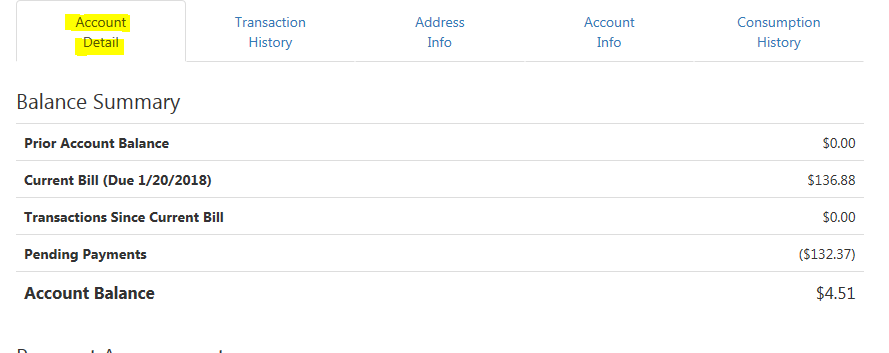 Account Detail
Transaction History
Address Info
Account Info
Consumption History
Balance Summary
Prior Account Balance $0.00
Current Bill (Due 1/20/2018) $136.88
Transactions Since Current Bill $0.00
Pending Payments ($132.37)
Account Balance $4.51